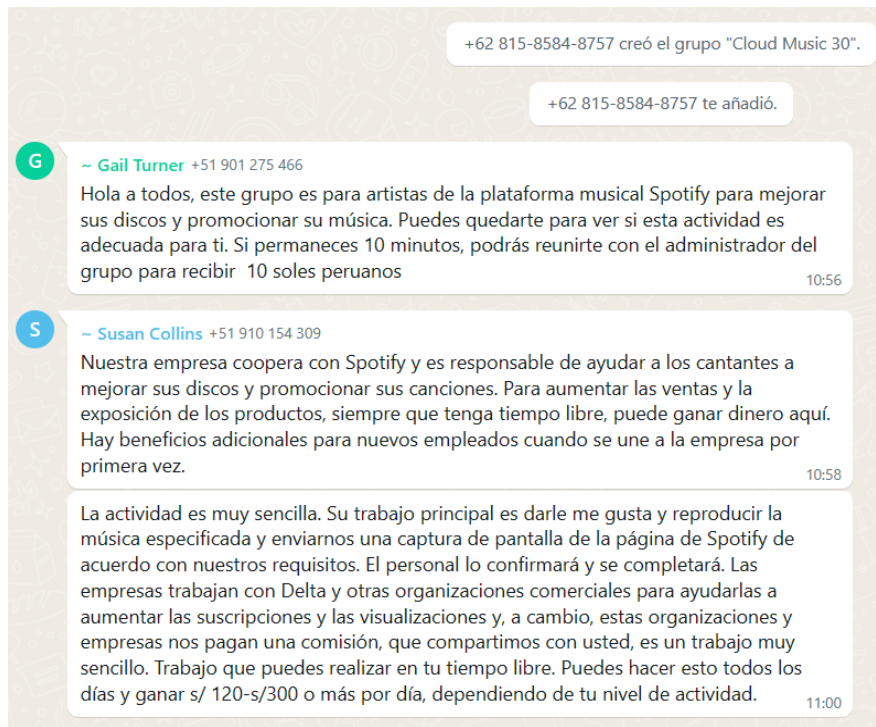 +62 815-8584-8757 creó el grupo "Cloud Music 30".
+62 815-8584-8757 te añadió.
G
~ Gail Turner +51 901 275 466
Hola a todos, este grupo es para artistas de la plataforma musical Spotify para mejorar
sus discos y promocionar su música. Puedes quedarte para ver si esta actividad es
adecuada para ti. Si permaneces 10 minutos, podrás reunirte con el administrador del
grupo para recibir 10 soles peruanos
10:56
S
~ Susan Collins +51 910 154 309
Nuestra empresa coopera con Spotify y es responsable de ayudar a los cantantes a
mejorar sus discos y promocionar sus canciones. Para aumentar las ventas y la
exposición de los productos, siempre que tenga tiempo libre, puede ganar dinero aquí.
Hay beneficios adicionales para nuevos empleados cuando se une a la empresa por
primera vez.
10:58
La actividad es muy sencilla. Su trabajo principal es darle me gusta y reproducir la
música especificada y enviarnos una captura de pantalla de la página de Spotify de
acuerdo con nuestros requisitos. El personal lo confirmará y se completará. Las
empresas trabajan con Delta y otras organizaciones comerciales para ayudarlas a
aumentar las suscripciones y las visualizaciones y, a cambio, estas organizaciones y
empresas nos pagan una comisión, que compartimos con usted, es un trabajo muy
sencillo. Trabajo que puedes realizar en tu tiempo libre. Puedes hacer esto todos los
días y ganar s/ 120-s/300 o más por día, dependiendo de tu nivel de actividad.
11:00